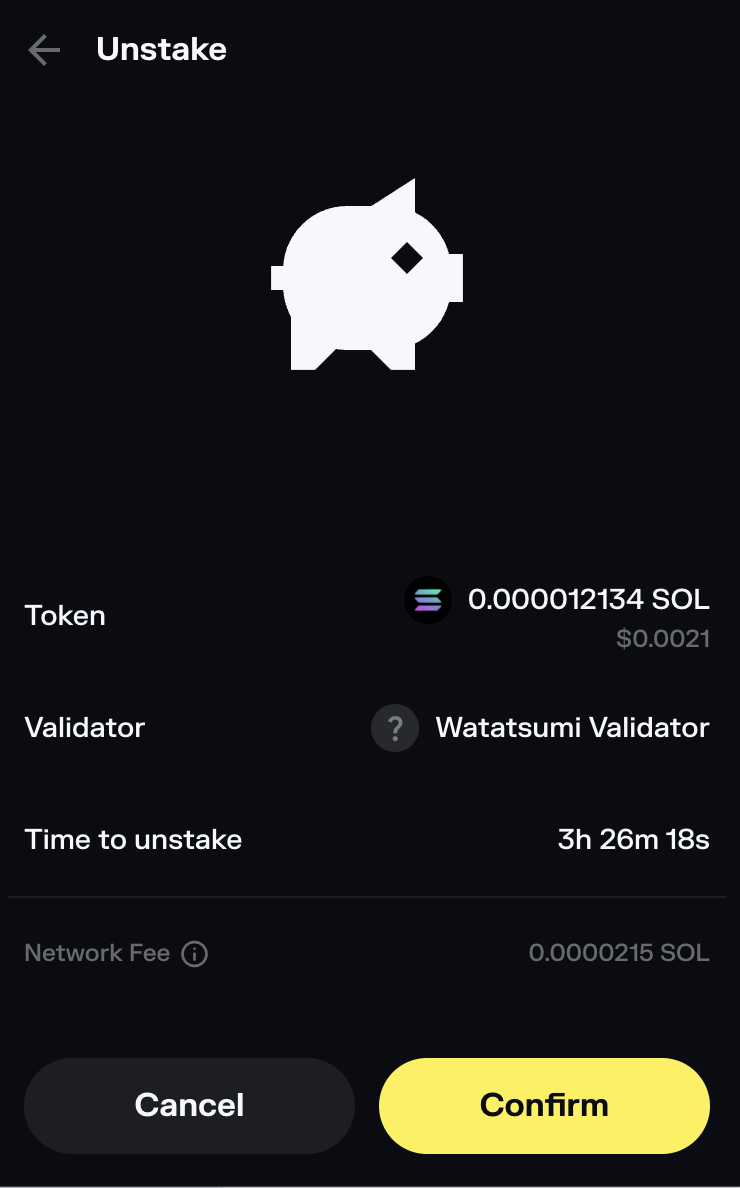 Unstake
Token
0.000012134 SOL
$0.0021
Validator
? Watatsumi Validator
Time to unstake
3h 26m 18s
Network Fee
0.0000215 SOL
Cancel
Confirm